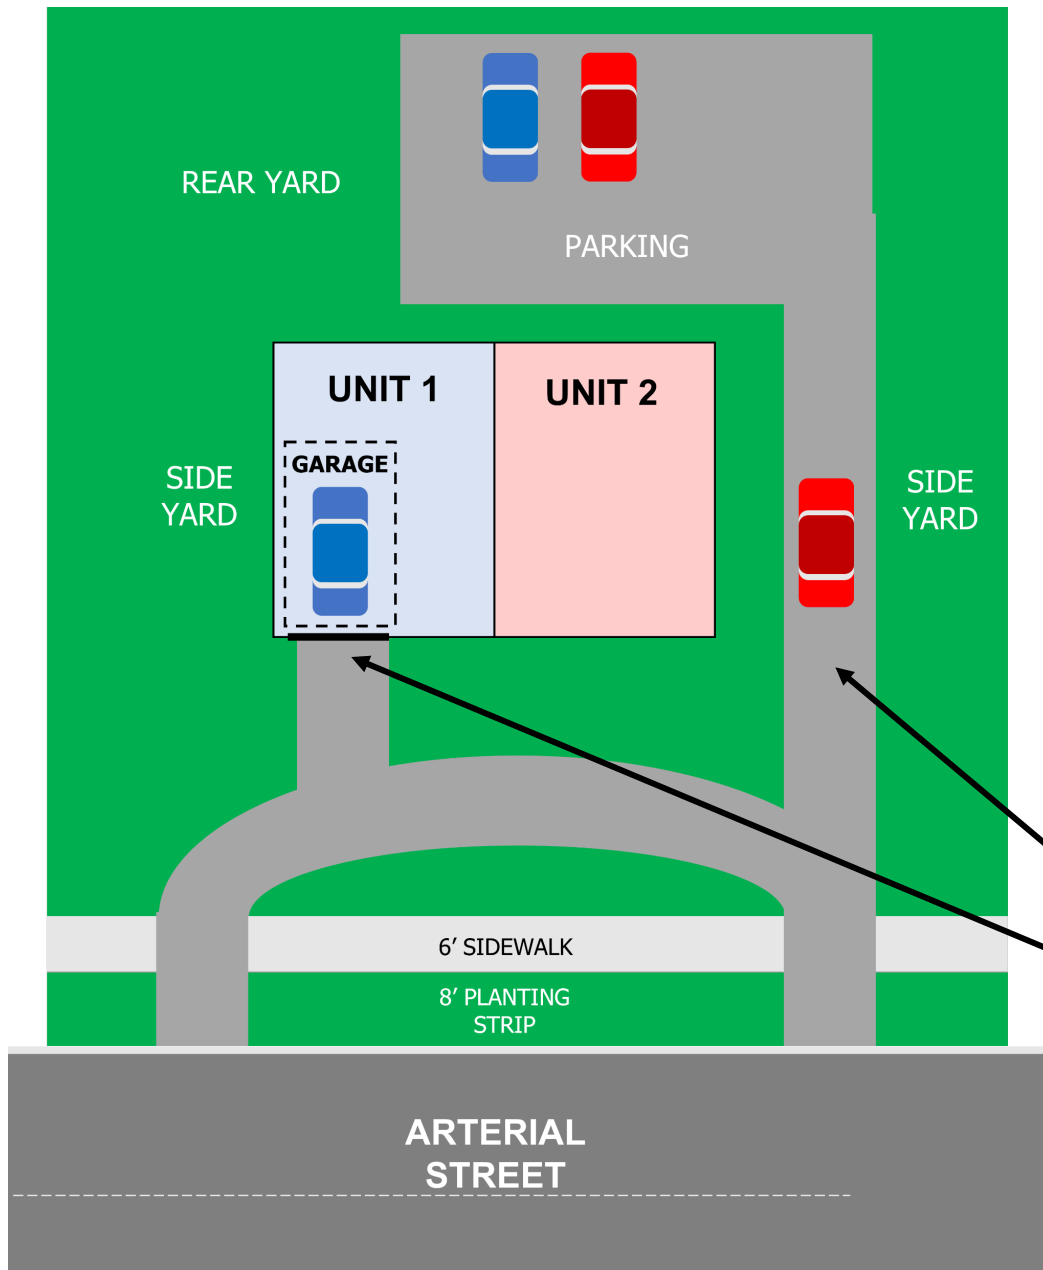 REAR YARD
PARKING
UNIT 1
UNIT 2
GARAGE
SIDE
YARD
SIDE
YARD
6’ SIDEWALK
8’ PLANTING
STRIP
ARTERIAL
STREET